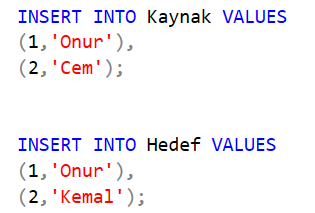 INSERT INTO Kaynak VALUES
(1,'Onur'),
(2,'Cem');
INSERT INTO Hedef VALUES
(1,'Onur'),
(2,'Kemal');